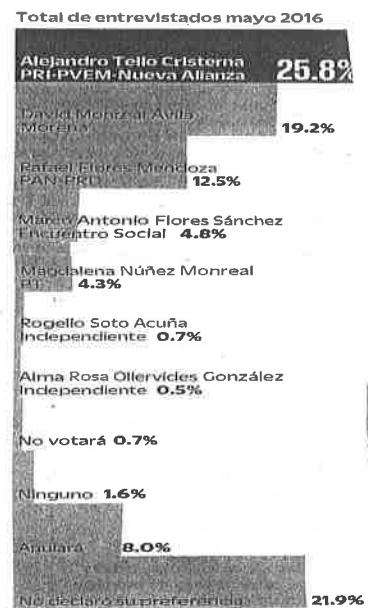 Total de entrevistados mayo 2016
Alejandro Tello Cristerna
PRI-PVEM-Nueva Alianza 25.8%
David Monreal Ávila
Morena 19.2%
Rafael Flores Mendoza
PAN-PRD 12.5%
Marco Antonio Flores Sánchez
Encuentro Social 4.8%
Magdalena Núñez Monreal
PT 4.3%
Rogelio Soto Acuña
Independiente 0.7%
Alma Rosa Ollervides González
Independiente 0.5%
No votará 0.7%
Ninguno 1.6%
Anulará 8.0%
No declaró su preferencia 21.9%